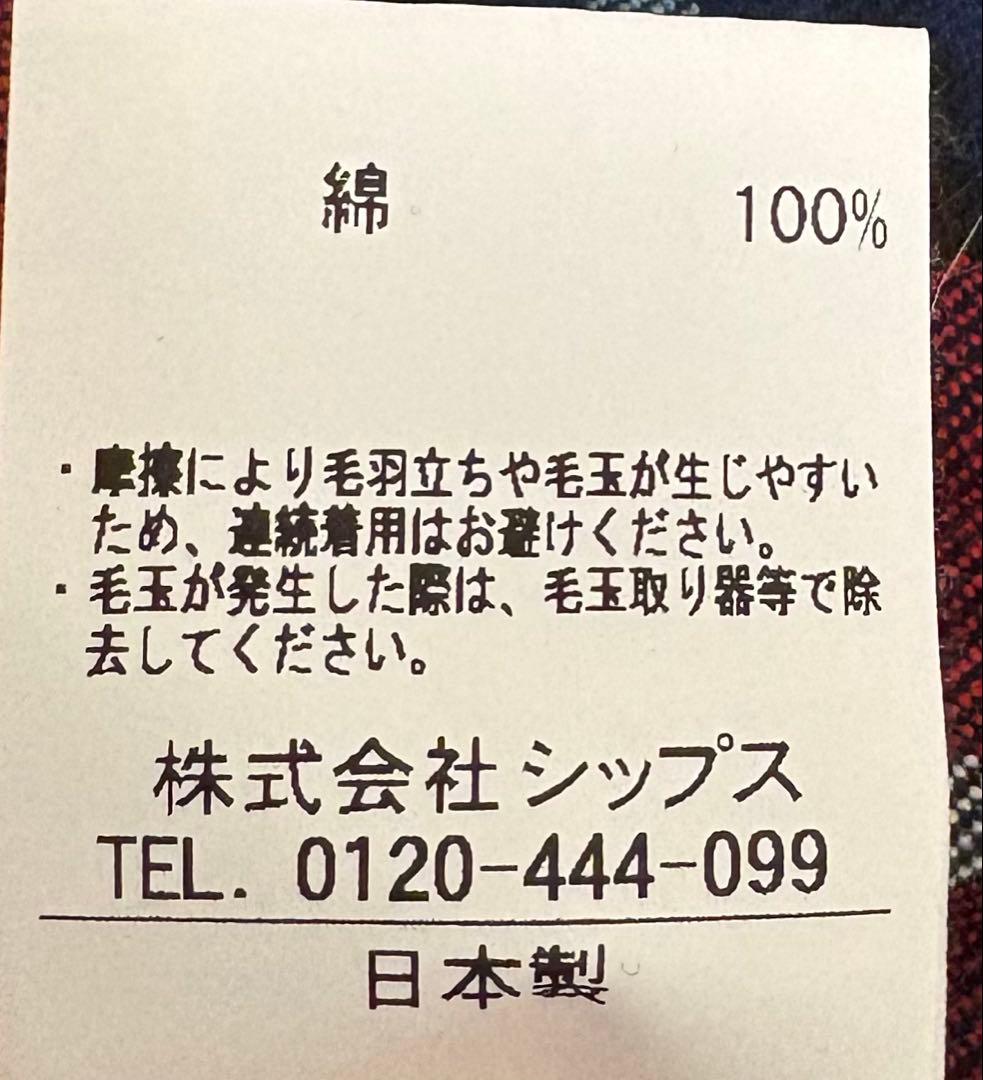 綿 100%
・摩擦により毛羽立ちや毛玉が生じやすい
ため、連続着用はお避けください。
・毛玉が発生した際は、毛玉取り器等で除
去してください。
株式会社シップス
TEL. 0120-444-099
日本製